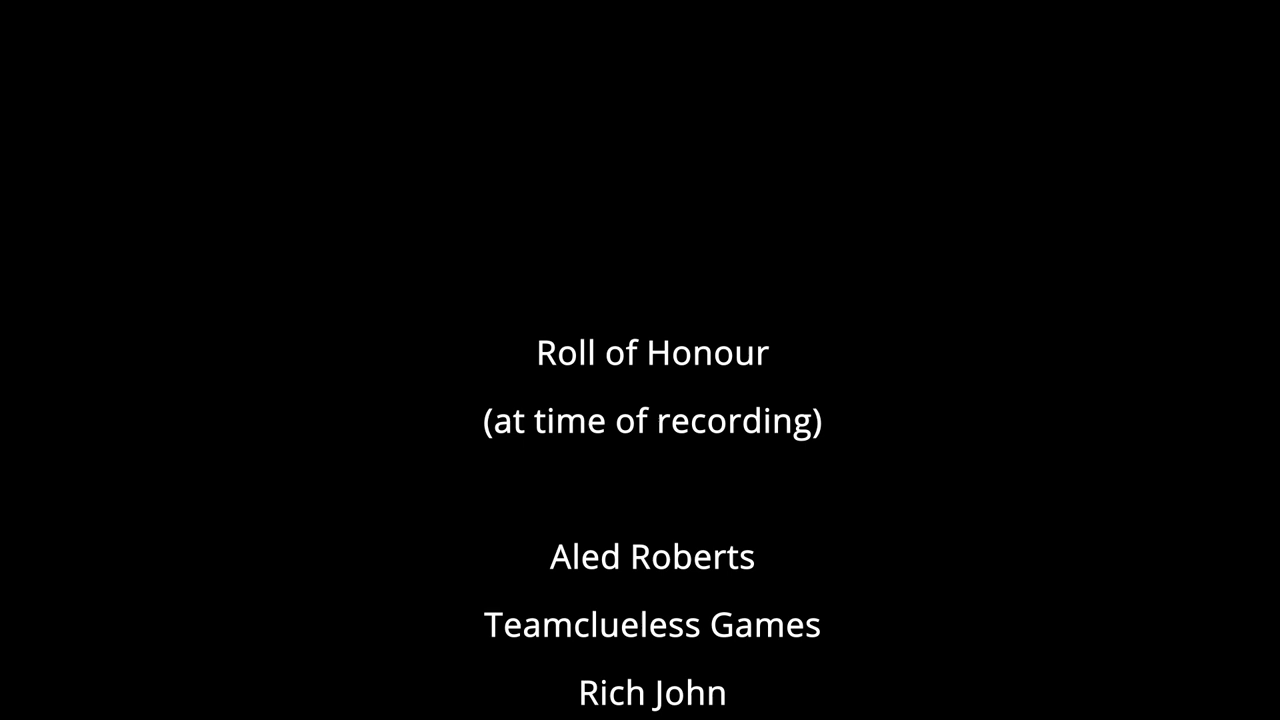 Roll of Honour
(at time of recording)
Aled Roberts
Teamclueless Games
Rich John